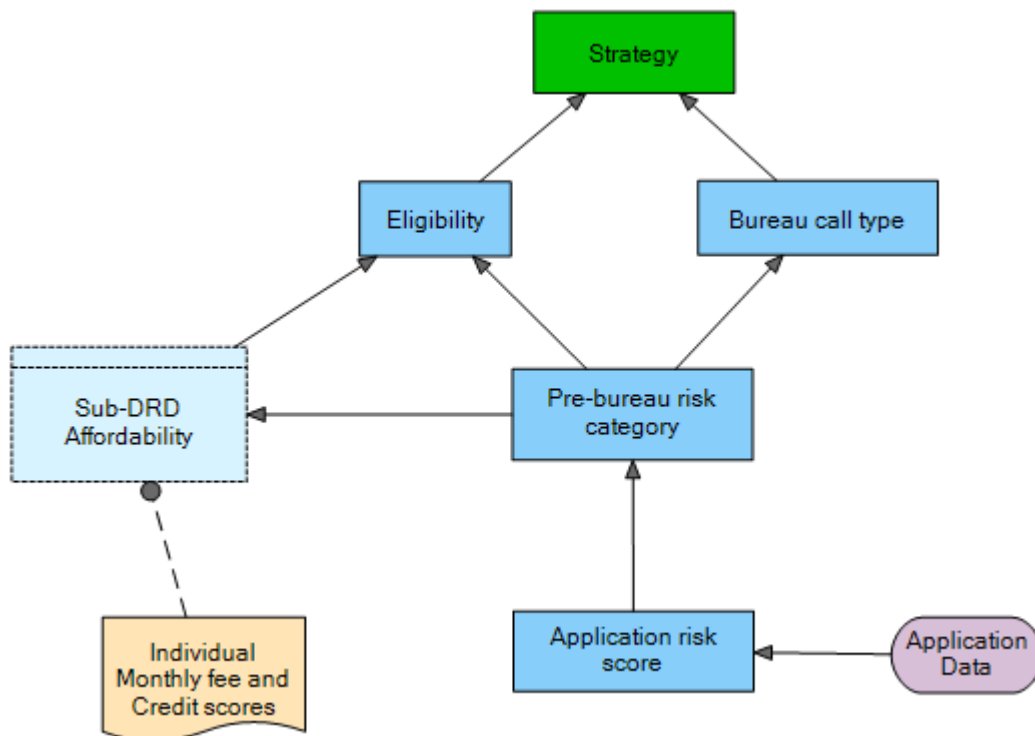 Strategy
Eligibility
Bureau call type
Sub-DRD
Affordability
Pre-bureau risk
category
Individual
Monthly fee and
Credit scores
Application risk
score
Application
Data